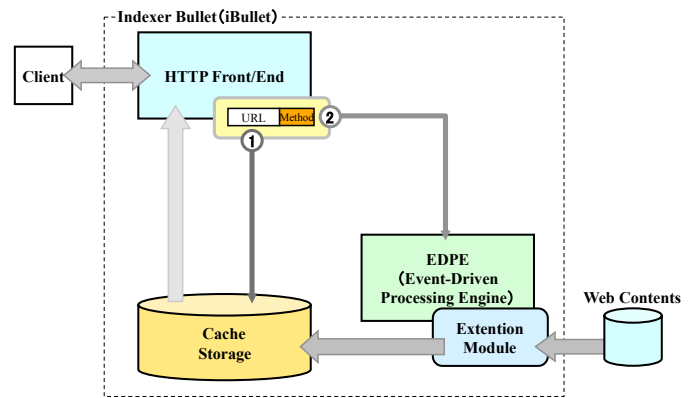 Indexer Bullet（iBullet）
Client
HTTP Front/End
URL
Method
②
①
EDPE
（Event-Driven
Processing Engine）
Web Contents
Cache
Storage
Extention
Module